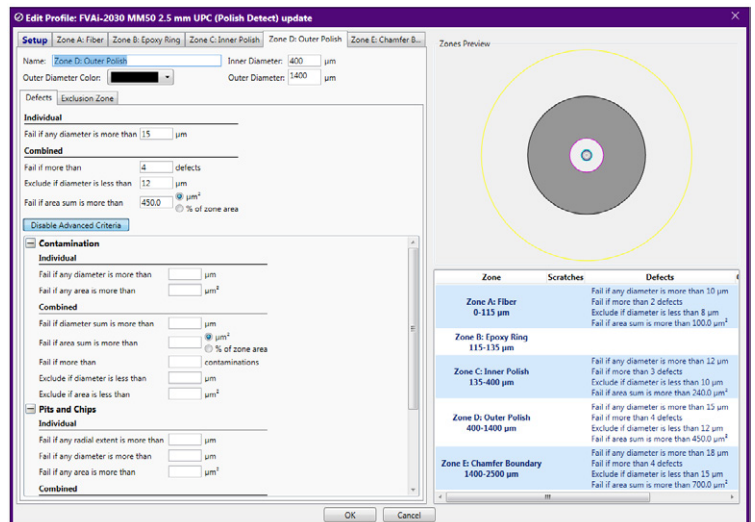 Edit Profile: FVAi-2030 MM50 2.5 mm UPC (Polish Detect) update
Setup Zone A: Fiber Zone B: Epoxy Ring Zone C: Inner Polish Zone D: Outer Polish Zone E: Chamfer B...
Name: Zone D: Outer Polish Inner Diameter: 400 μm
Outer Diameter Color: Outer Diameter: 1400 μm
Defects Exclusion Zone
Individual
Fail if any diameter is more than 15 μm
Combined
Fail if more than 4 defects
Exclude if diameter is less than 12 μm
Fail if area sum is more than 450.0 μm²
% of zone area
Disable Advanced Criteria
Contamination
Individual
Fail if any diameter is more than μm
Fail if any area is more than μm²
Combined
Fail if diameter sum is more than μm
Fail if area sum is more than μm²
% of zone area
Fail if more than contaminations
Exclude if diameter is less than μm
Exclude if area is less than μm²
Pits and Chips
Individual
Fail if any radial extent is more than μm
Fail if any diameter is more than μm
Fail if any area is more than μm²
Combined
Zones Preview
Zone Scratches Defects
Zone A: Fiber
0-115 μm
Fail if any diameter is more than 10 μm
Fail if more than 2 defects
Exclude if diameter is less than 8 μm
Fail if area sum is more than 100.0 μm²
Zone B: Epoxy Ring
115-135 μm
Zone C: Inner Polish
135-400 μm
Fail if any diameter is more than 12 μm
Fail if more than 3 defects
Exclude if diameter is less than 10 μm
Fail if area sum is more than 240.0 μm²
Zone D: Outer Polish
400-1400 μm
Fail if any diameter is more than 15 μm
Fail if more than 4 defects
Exclude if diameter is less than 12 μm
Fail if area sum is more than 450.0 μm²
Zone E: Chamfer Boundary
1400-2500 μm
Fail if any diameter is more than 18 μm
Fail if more than 4 defects
Exclude if diameter is less than 15 μm
Fail if area sum is more than 700.0 μm²
OK Cancel